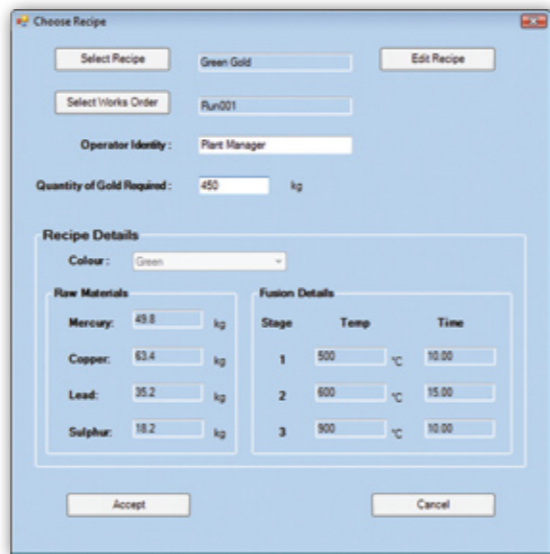 Choose Recipe
Select Recipe Green Gold Edit Recipe
Select Works Order Run001
Operator Identity : Plant Manager
Quantity of Gold Required : 450 kg
Recipe Details
Colour : Green
Raw Materials Fusion Details
Mercury: 49.8 kg Stage Temp Time
Copper: 63.4 kg 1 500 °C 10.00
Lead: 35.2 kg 2 600 °C 15.00
Sulphur: 18.2 kg 3 900 °C 10.00
Accept Cancel